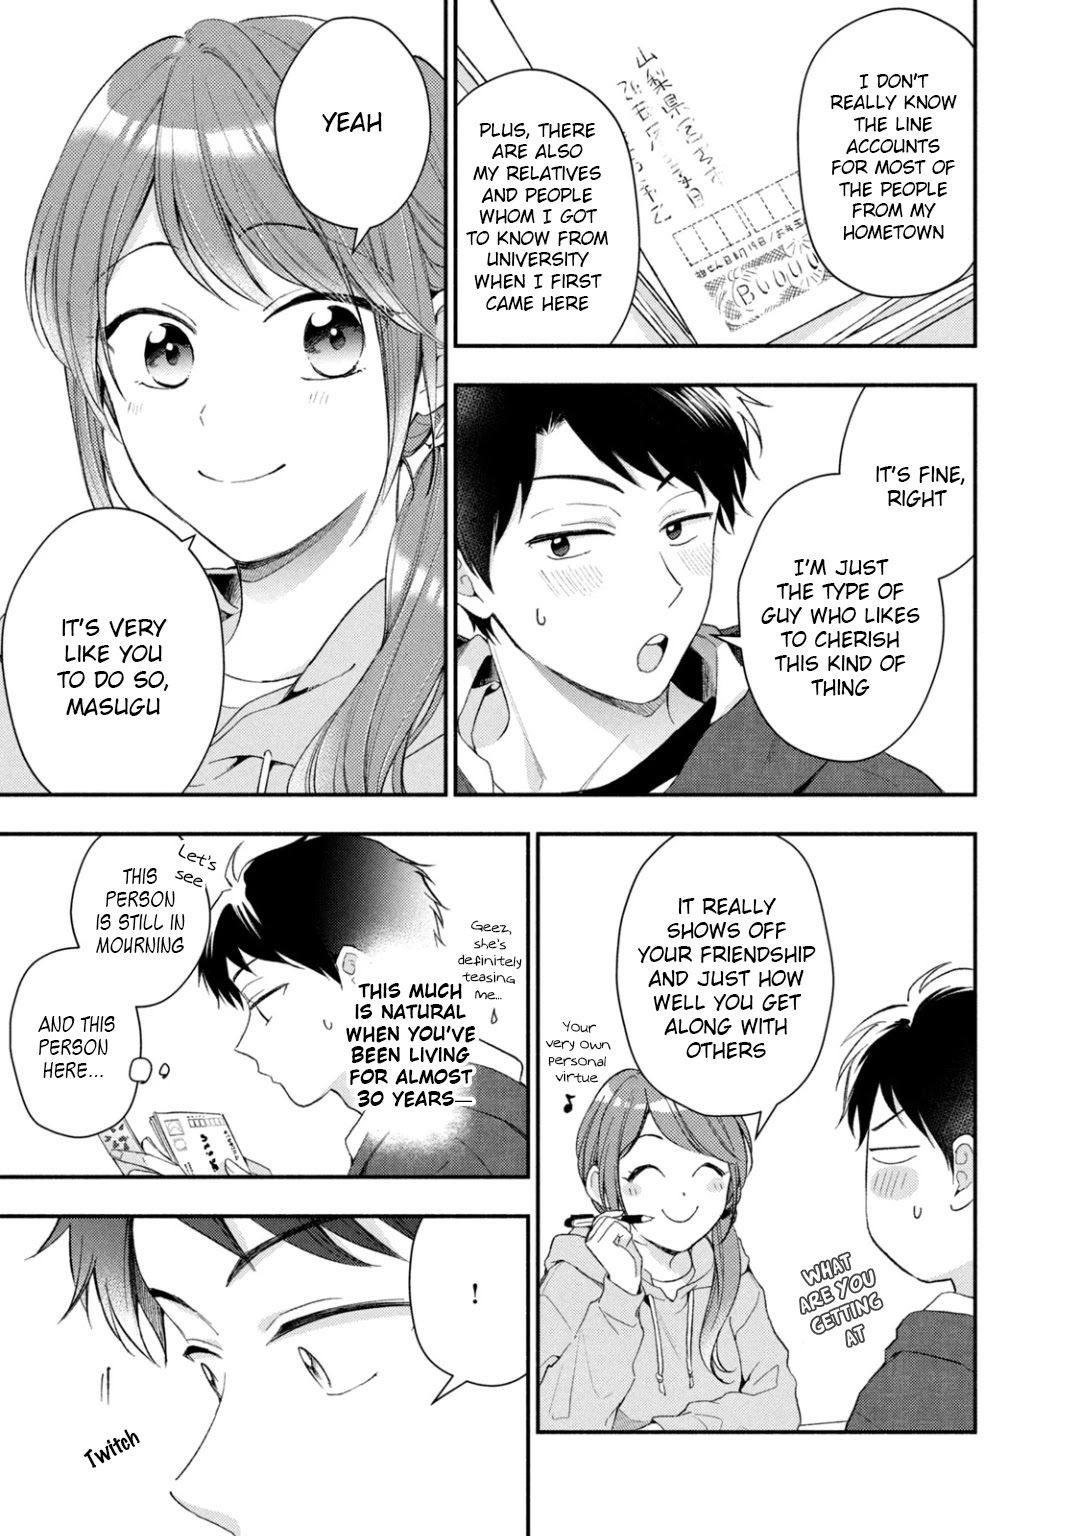 I DON'T
REALLY KNOW
THE LINE
ACCOUNTS
FOR MOST OF
THE PEOPLE
FROM MY
HOMETOWN
PLUS, THERE
ARE ALSO
MY RELATIVES
AND PEOPLE
WHOM I GOT
TO KNOW FROM
UNIVERSITY
WHEN I FIRST
CAME HERE
山梨県
YEAH
IT'S FINE,
RIGHT
I'M JUST
THE TYPE OF
GUY WHO LIKES
TO CHERISH
THIS KIND OF
THING
IT'S VERY
LIKE YOU
TO DO SO,
MASUGU
IT REALLY
SHOWS OFF
YOUR FRIENDSHIP
AND JUST HOW
WELL YOU GET
ALONG WITH
OTHERS
Your
very own
personal
virtue
WHAT
ARE YOU
GETTING
AT
Geez,
she's
definitely
teasing
me...
THIS MUCH
IS NATURAL
WHEN YOU'VE
BEEN LIVING
FOR ALMOST
30 YEARS—
Let's
see
THIS
PERSON
IS STILL IN
MOURNING
AND THIS
PERSON
HERE...
!
Twitch